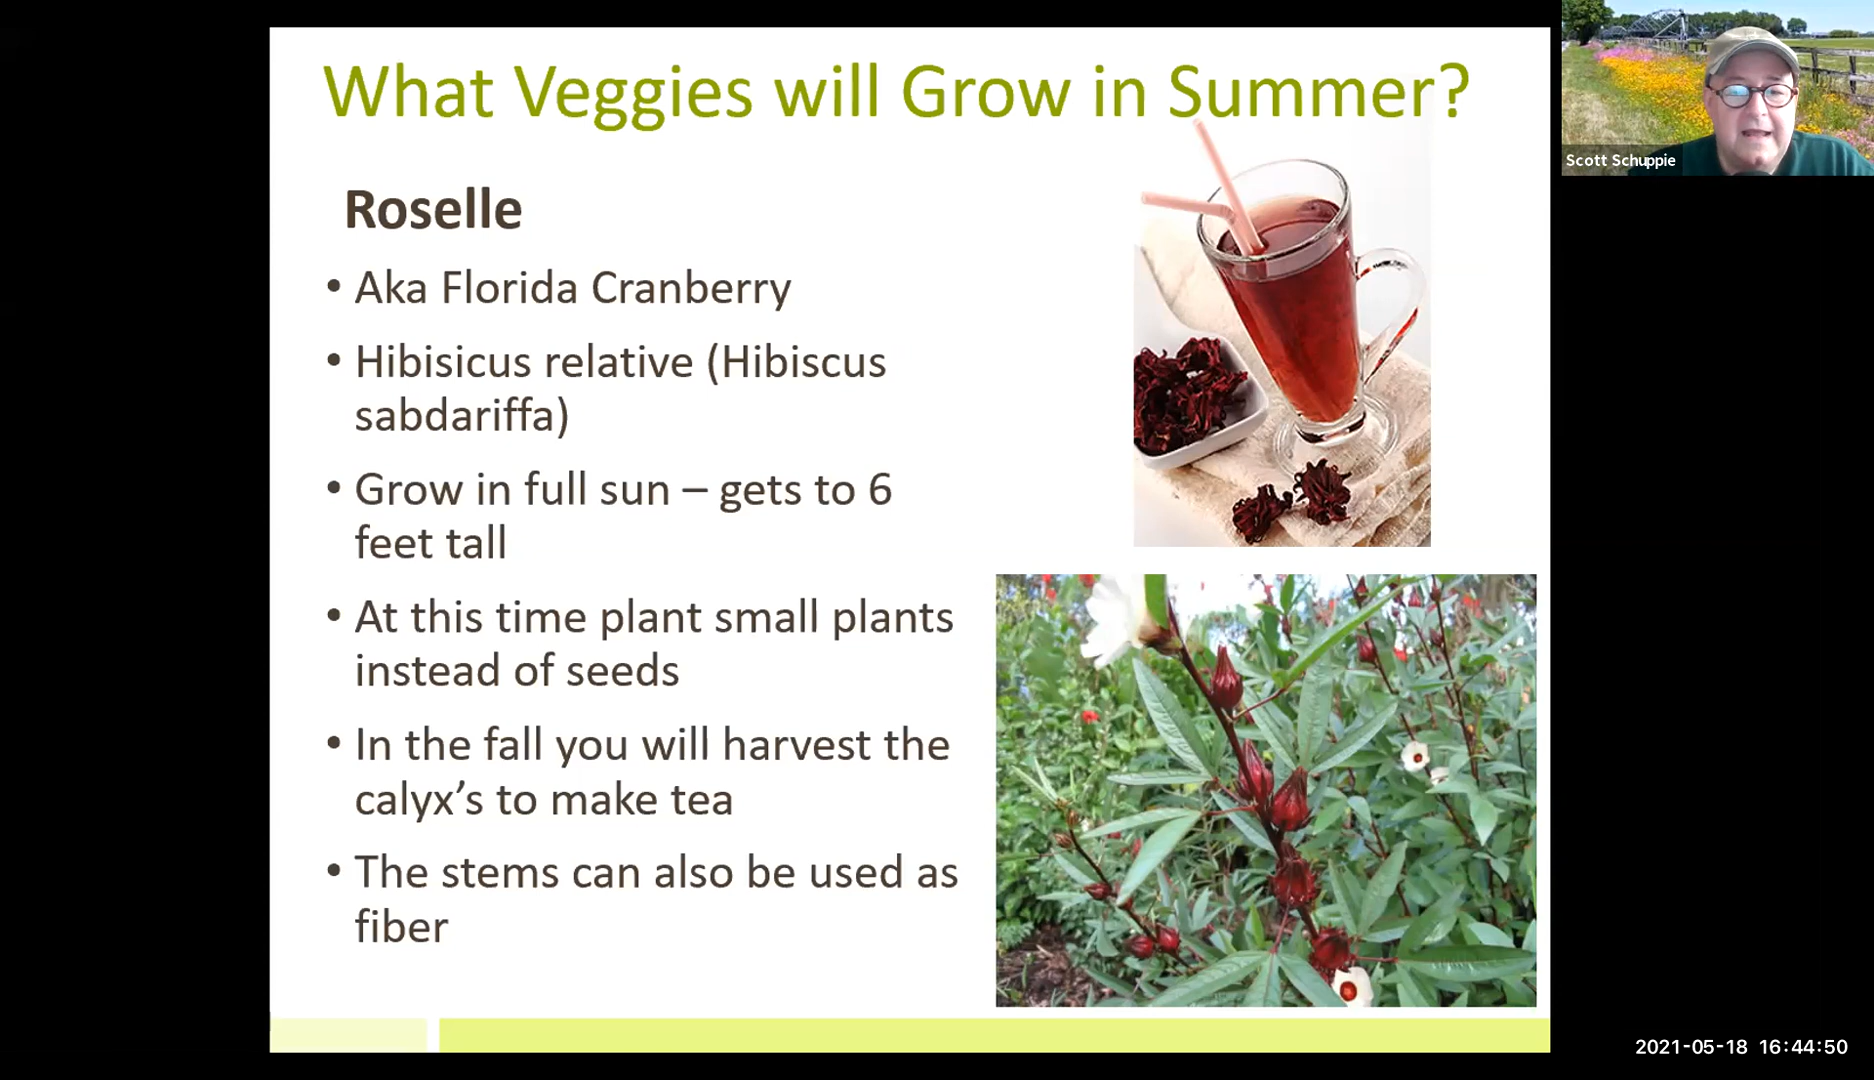 What Veggies will Grow in Summer?
Roselle
• Aka Florida Cranberry
• Hibisicus relative (Hibiscus
sabdariffa)
• Grow in full sun – gets to 6
feet tall
• At this time plant small plants
instead of seeds
• In the fall you will harvest the
calyx’s to make tea
• The stems can also be used as
fiber
Scott Schuppie
2021-05-18 16:44:50